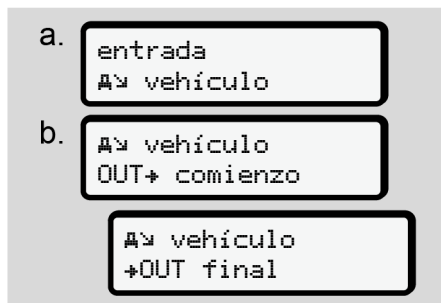 a.
entrada
vehículo
b.
vehículo
OUT→ comienzo
vehículo
→OUT final